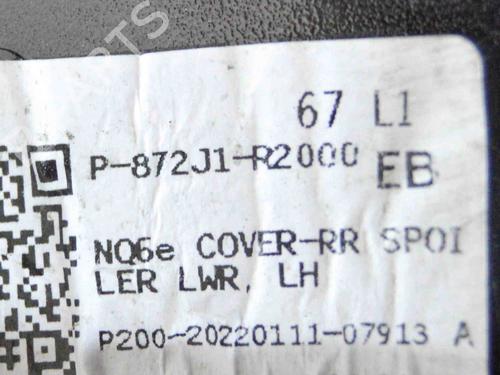 67 L1
P-872J1-R2000 EB
NQ6e COVER-RR SPOI
LER LWR, LH
P200-20220111-07913 A